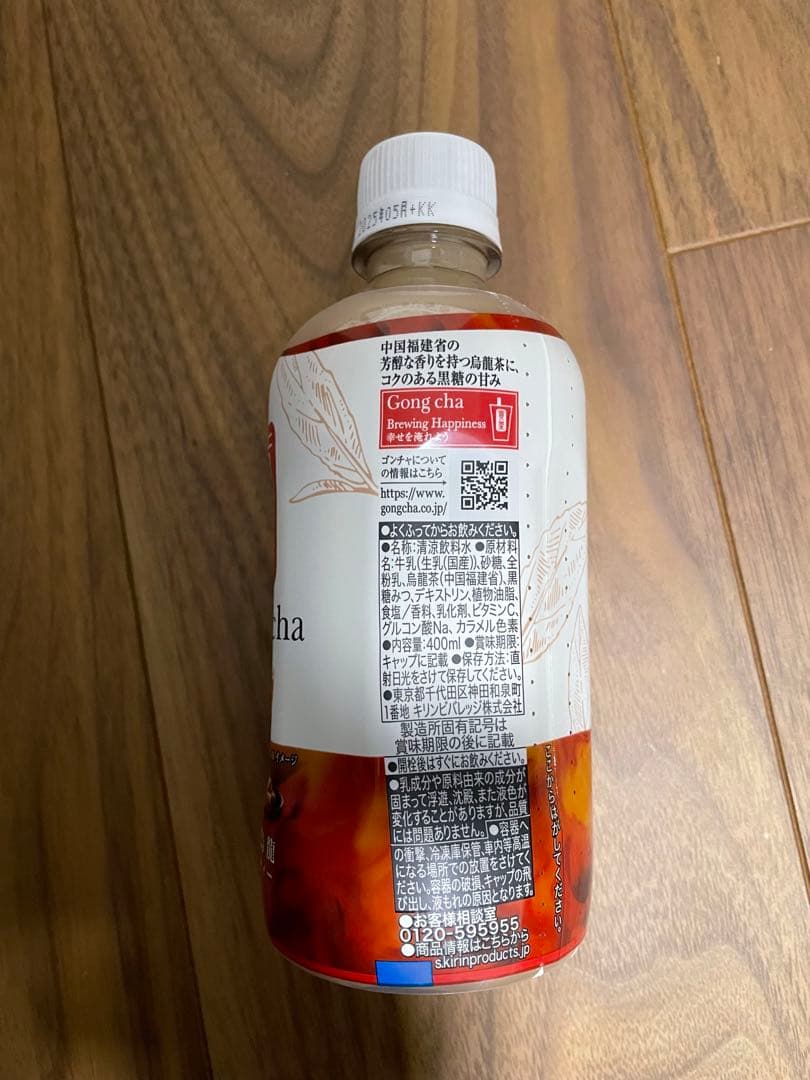 2025年05月+KK
中国福建省の
芳醇な香りを持つ烏龍茶に、
コクのある黒糖の甘み
Gong cha
Brewing Happiness
幸せを淹れよう
貢茶
ゴンチャについて
の情報はこちら
https://www.
gongcha.co.jp/
●よくふってからお飲みください。
●名称:清涼飲料水 ●原材料
名:牛乳(生乳(国産))、砂糖、全
粉乳、烏龍茶(中国福建省)、黒
糖みつ、デキストリン、植物油脂、
食塩/香料、乳化剤、ビタミンC、
グルコン酸Na、カラメル色素
●内容量:400ml ●賞味期限:
キャップに記載 ●保存方法:直
射日光をさけて保存してください。
●東京都千代田区神田和泉町
1番地 キリンビバレッジ株式会社
製造所固有記号は
賞味期限の後に記載
●開栓後はすぐにお飲みください。
●乳成分や原料由来の成分が
固まって浮遊、沈殿、また液色が
変化することがありますが、品質
には問題ありません。●容器へ
の衝撃、冷凍庫保管、車内等高温
になる場所での放置をさけてく
ださい。容器の破損、キャップの飛
び出し、液もれの原因となります。
●お客様相談室
0120-595955
●商品情報はこちらから
s.kirinproducts.jp
ここからはがしてください。
cha
イメージ
龍
ー